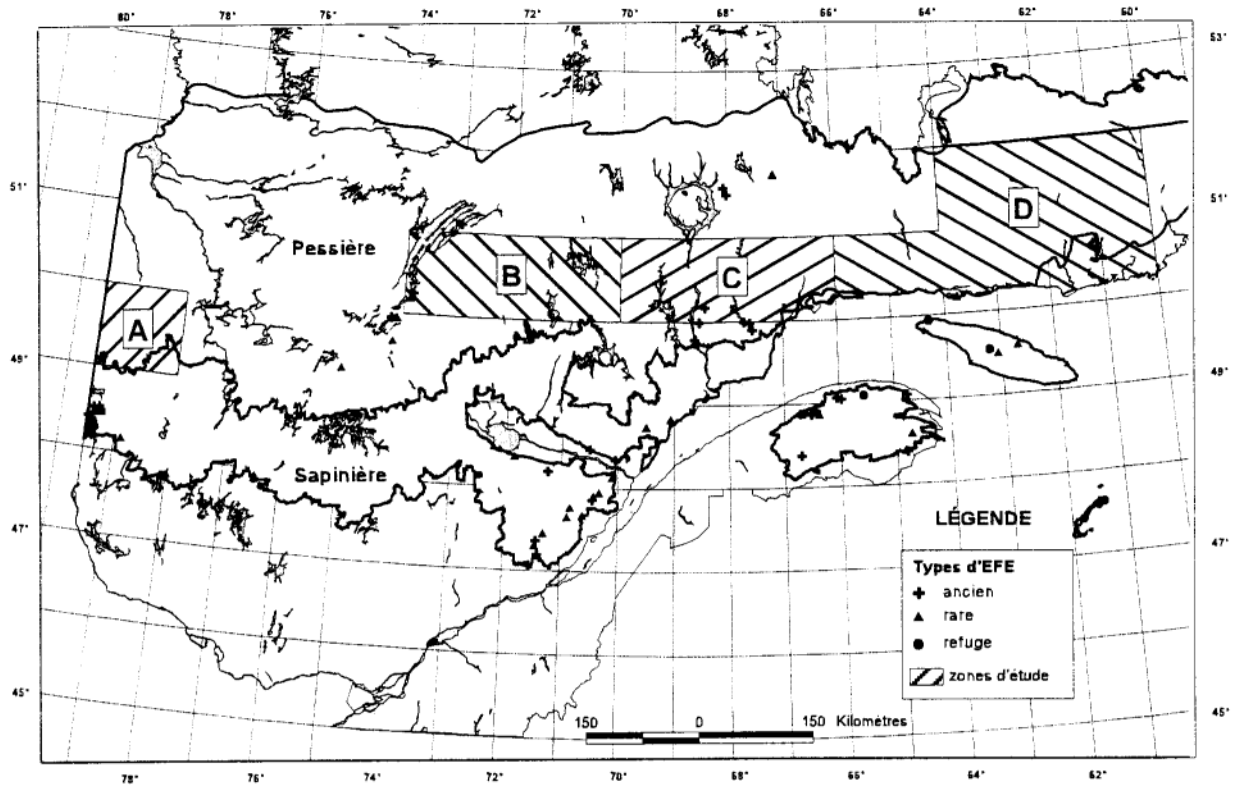 80° 78° 76° 74° 72° 70° 68° 66° 64° 62° 60°
53°
51° 51°
D
Pessière
B C
A
49° 49°
Sapinière
LÉGENDE
47° 47°
Types d'EFE
ancien
rare
refuge
zones d'étude
45° 45°
150 0 150 Kilomètres
78° 76° 74° 72° 70° 68° 66° 65° 64° 62°